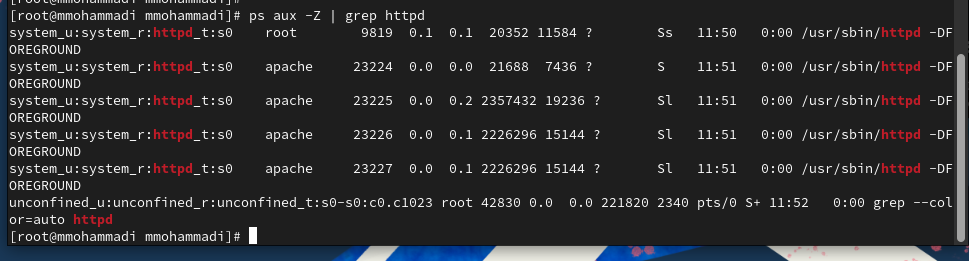 [root@mmohammadi mmohammadi]#
[root@mmohammadi mmohammadi]# ps aux -Z | grep httpd
system_u:system_r:httpd_t:s0    root        9819  0.1  0.1  20352 11584 ?        Ss   11:50   0:00 /usr/sbin/httpd -DF
OREGROUND
system_u:system_r:httpd_t:s0    apache     23224  0.0  0.0  21688  7436 ?        S    11:51   0:00 /usr/sbin/httpd -DF
OREGROUND
system_u:system_r:httpd_t:s0    apache     23225  0.0  0.2 2357432 19236 ?       Sl   11:51   0:00 /usr/sbin/httpd -DF
OREGROUND
system_u:system_r:httpd_t:s0    apache     23226  0.0  0.1 2226296 15144 ?       Sl   11:51   0:00 /usr/sbin/httpd -DF
OREGROUND
system_u:system_r:httpd_t:s0    apache     23227  0.0  0.1 2226296 15144 ?       Sl   11:51   0:00 /usr/sbin/httpd -DF
OREGROUND
unconfined_u:unconfined_r:unconfined_t:s0-s0:c0.c1023 root 42830 0.0  0.0 221820 2340 pts/0 S+ 11:52   0:00 grep --col
or=auto httpd
[root@mmohammadi mmohammadi]#